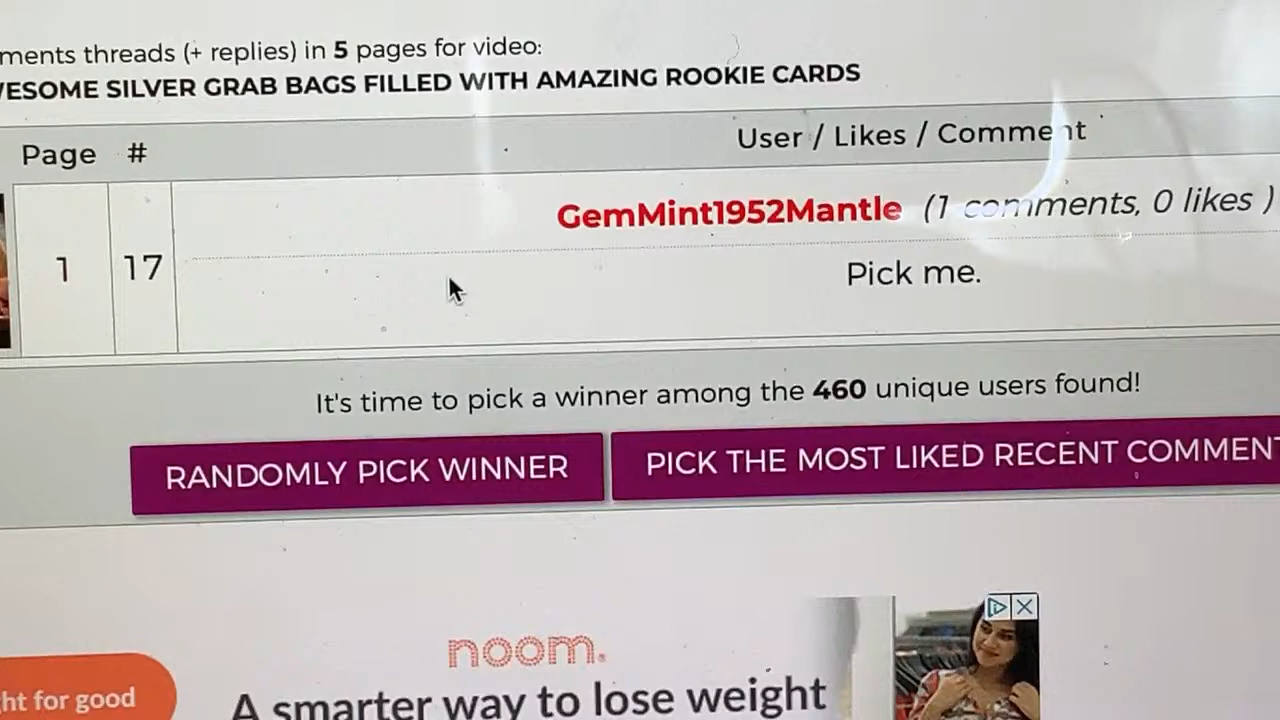 ments threads (+ replies) in 5 pages for video:
ESOME SILVER GRAB BAGS FILLED WITH AMAZING ROOKIE CARDS
Page # User / Likes / Comment
GemMint1952Mantle (1 comments, 0 likes )
1 17
Pick me.
It's time to pick a winner among the 460 unique users found!
RANDOMLY PICK WINNER PICK THE MOST LIKED RECENT COMMENT
noom.
ht for good
A smarter way to lose weight